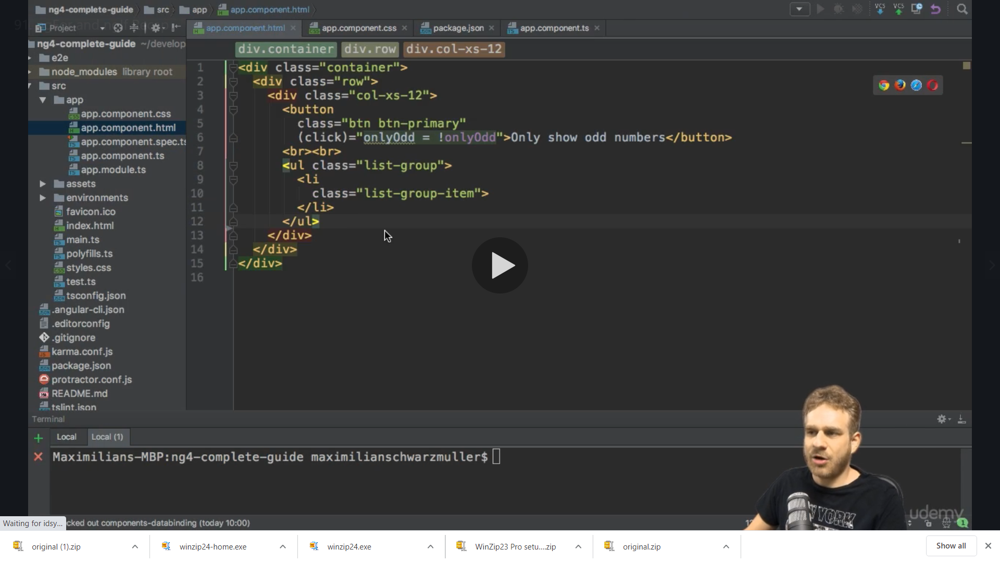 ng4-complete-guide src app app.component.html
VCS VCS
Project
app.component.html app.component.css package.json app.component.ts
ng4-complete-guide ~/develop
e2e
node_modules library root
src
app
app.component.css
app.component.html
app.component.spec.ts
app.component.ts
app.module.ts
assets
environments
favicon.ico
index.html
main.ts
polyfills.ts
styles.css
test.ts
tsconfig.json
.angular-cli.json
.editorconfig
.gitignore
karma.conf.js
package.json
protractor.conf.js
README.md
tslint.json
div.container div.row div.col-xs-12
1 <div class="container">
2 <div class="row">
3 <div class="col-xs-12">
4 <button
5 class="btn btn-primary"
6 (click)="onlyOdd = !onlyOdd">Only show odd numbers</button>
7 <br><br>
8 <ul class="list-group">
9 <li
10 class="list-group-item">
11 </li>
12 </ul>
13 </div>
14 </div>
15 </div>
16
Terminal
Local Local (1)
Maximilians-MBP:ng4-complete-guide maximilianschwarzmuller$
NEW YORK
udemy
Waiting for idsy...
cked out components-databinding (today 10:00)
1
original (1).zip winzip24-home.exe winzip24.exe WinZip23 Pro setu....zip original.zip Show all